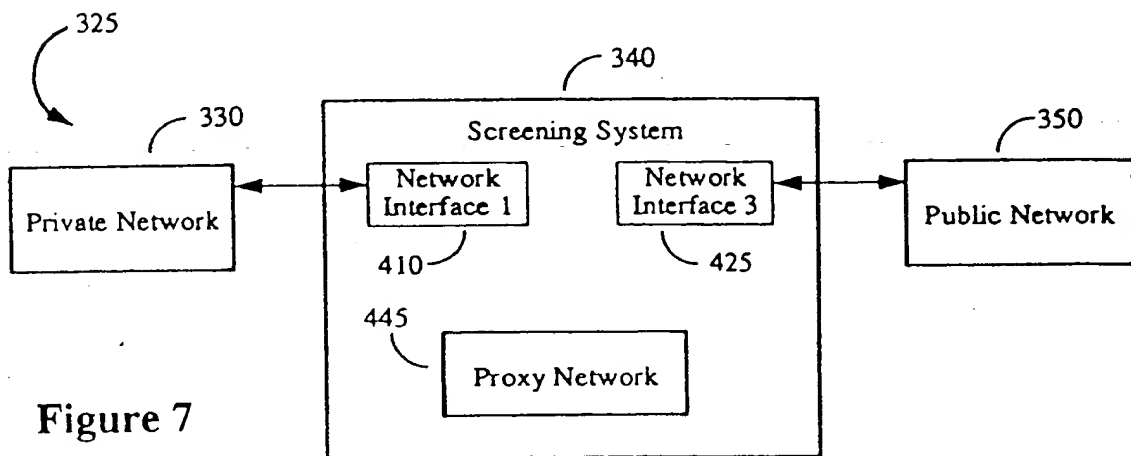 325
340
330
350
Screening System
Private Network
Network
Interface 1
Network
Interface 3
Public Network
410
425
445
Proxy Network
Figure 7